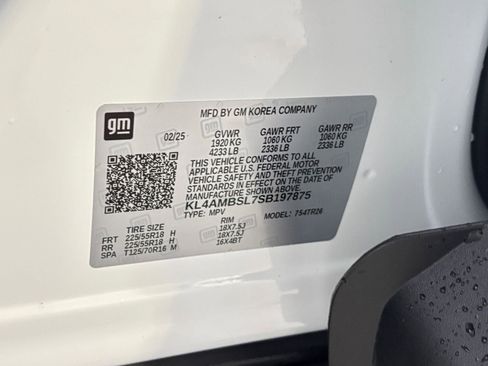 gm
MFD BY GM KOREA COMPANY
02/25 GVWR GAWR FRT GAWR RR
1920 KG 1060 KG 1060 KG
4233 LB 2336 LB 2336 LB
THIS VEHICLE CONFORMS TO ALL
APPLICABLE U.S. FEDERAL MOTOR
VEHICLE SAFETY AND THEFT
PREVENTION STANDARDS IN
EFFECT ON THE DATE OF
MANUFACTURE SHOWN ABOVE.
KL4AMBSL7SB197875
TYPE: MPV 754TR26
TIRE SIZE RIM
FRT 225/55R18 H 18X7.5J
RR 225/55R18 H 18X7.5J
SPA T125/70R16 M 16X4BT